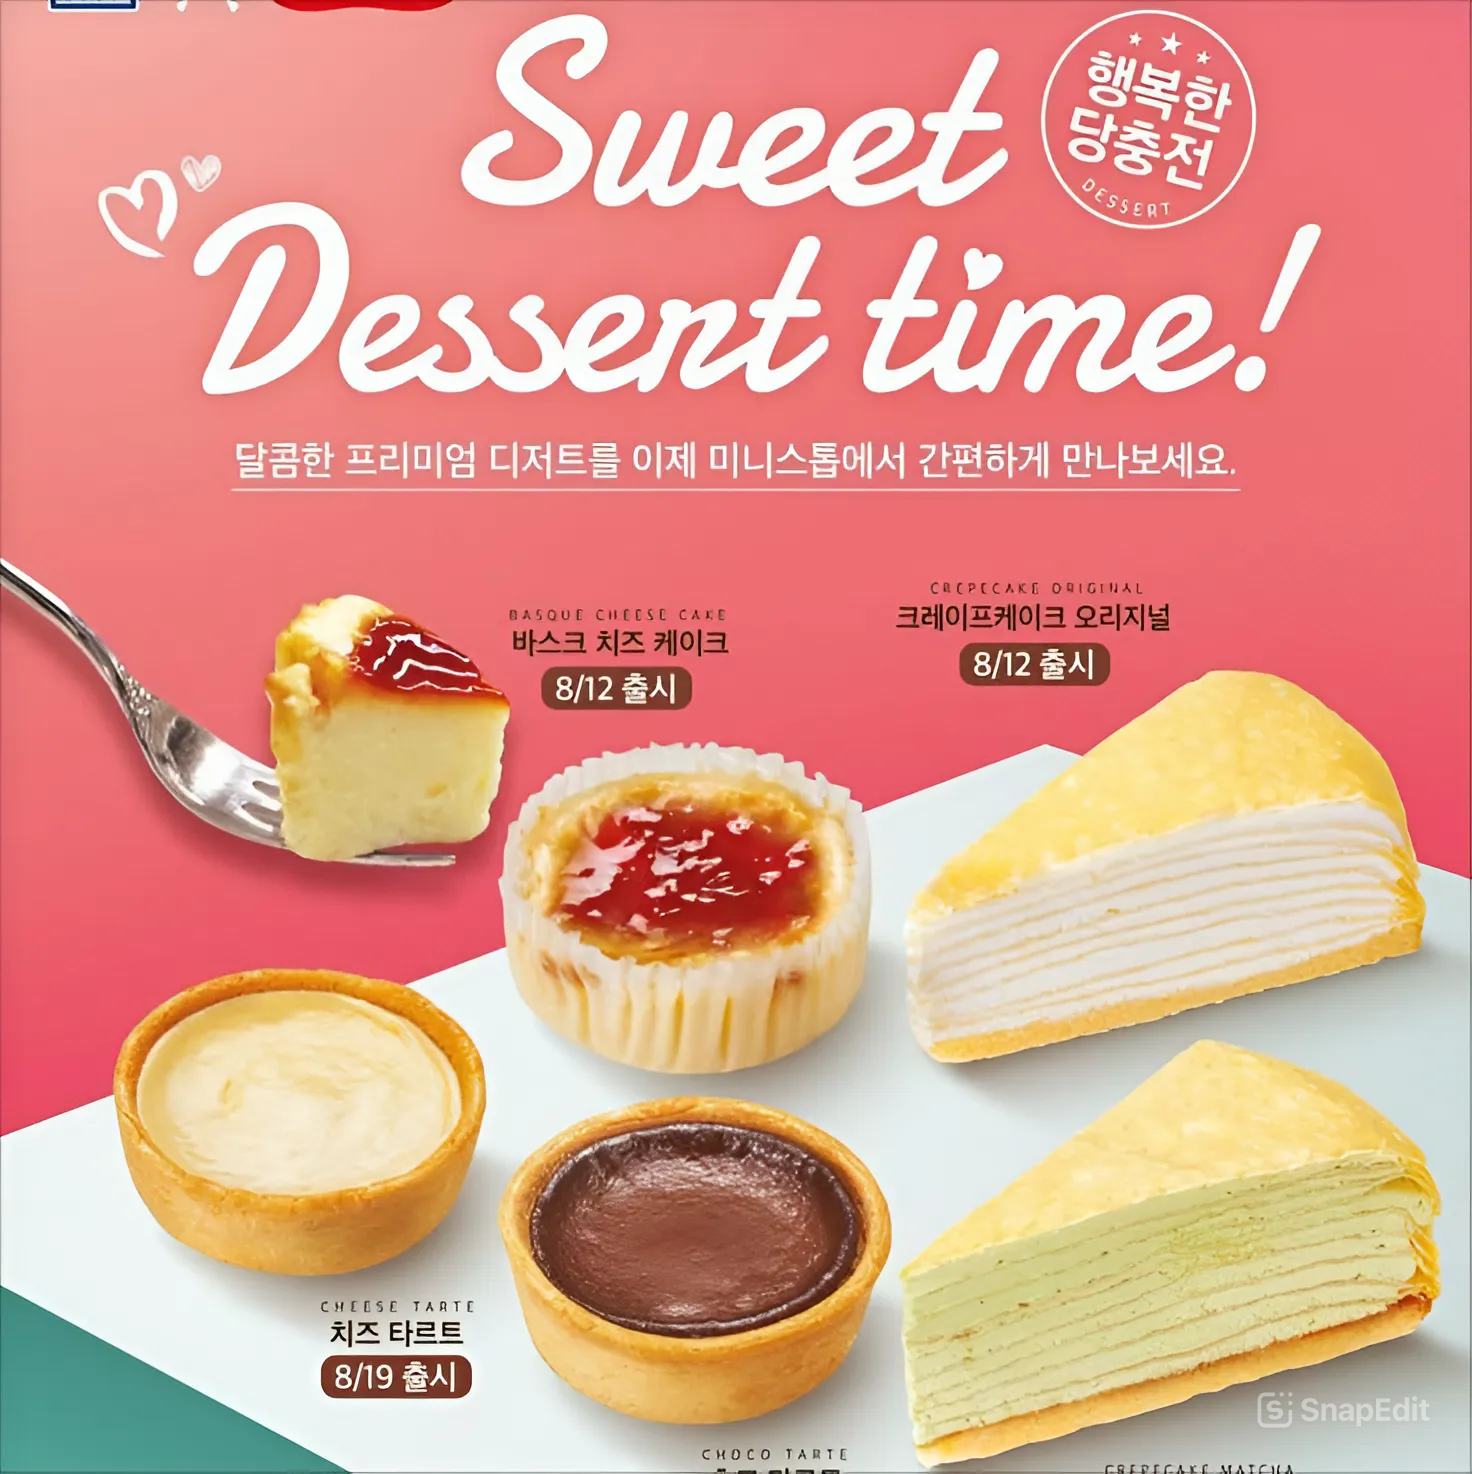 Sweet
행복한
당충전
DESSERT
Dessert time!
달콤한 프리미엄 디저트를 이제 미니스톱에서 간편하게 만나보세요.
BASQUE CHEESE CAKE
바스크 치즈 케이크
8/12 출시
CREPECAKE ORIGINAL
크레이프케이크 오리지널
8/12 출시
CHEESE TARTE
치즈 타르트
8/19 출시
CHOCO TARTE
CREPECAKE MATCHA
SnapEdit